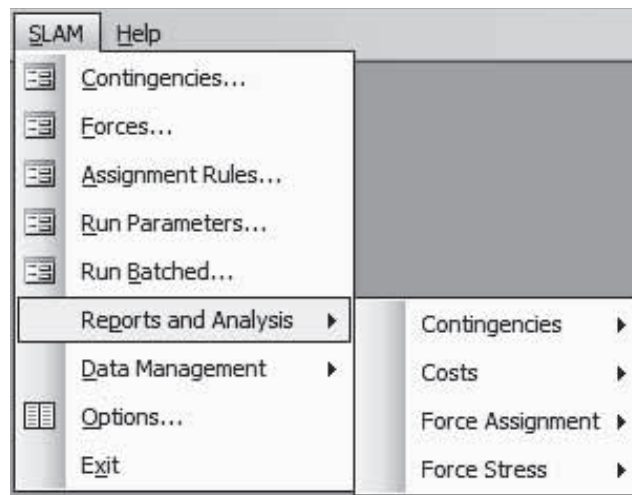 SLAM Help
Contingencies...
Forces...
Assignment Rules...
Run Parameters...
Run Batched...
Reports and Analysis
Data Management
Options...
Exit
Contingencies
Costs
Force Assignment
Force Stress